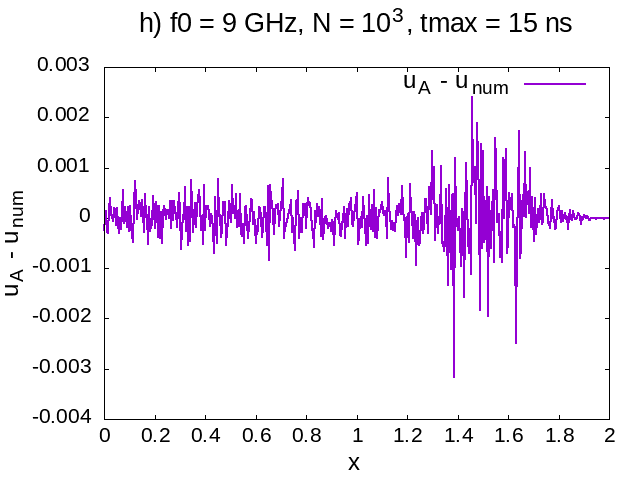 h) f0 = 9 GHz, N = 10³, tmax = 15 ns
u_A - u_num
0.003
0.002
0.001
0
-0.001
-0.002
-0.003
-0.004
u_A - u_num
0 0.2 0.4 0.6 0.8 1 1.2 1.4 1.6 1.8 2
x